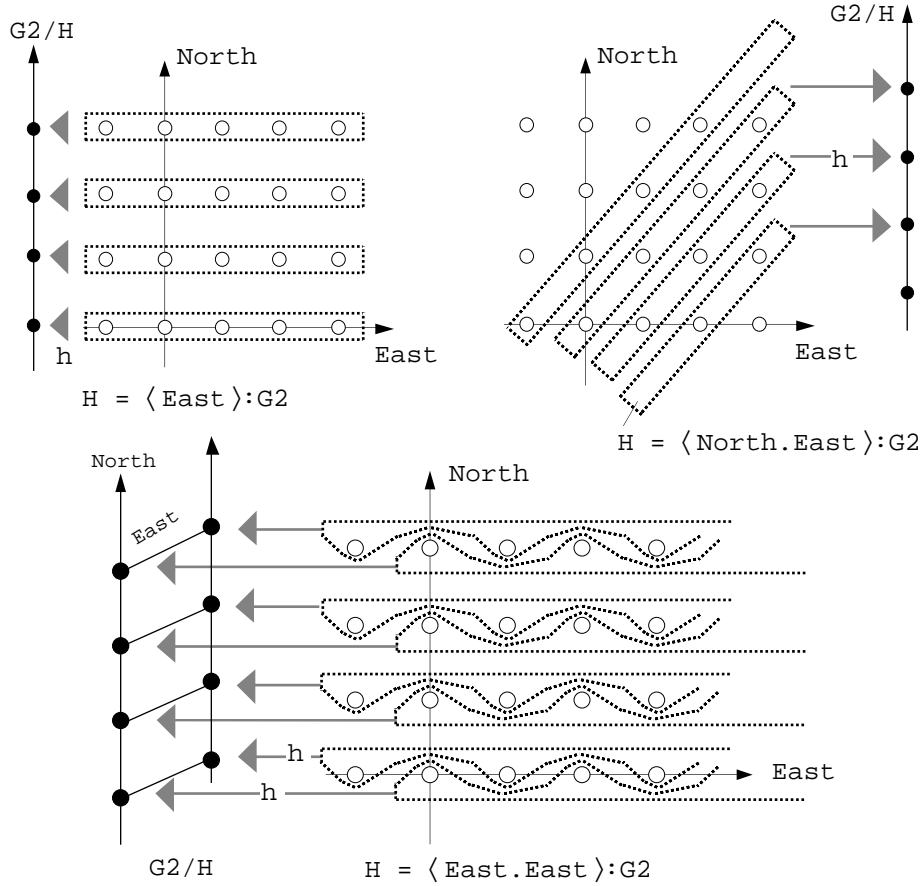 G2/H
North
East
h
H = ⟨East⟩:G2
G2/H
North
h
East
H = ⟨North.East⟩:G2
North
East
North
h
h
East
G2/H
H = ⟨East.East⟩:G2